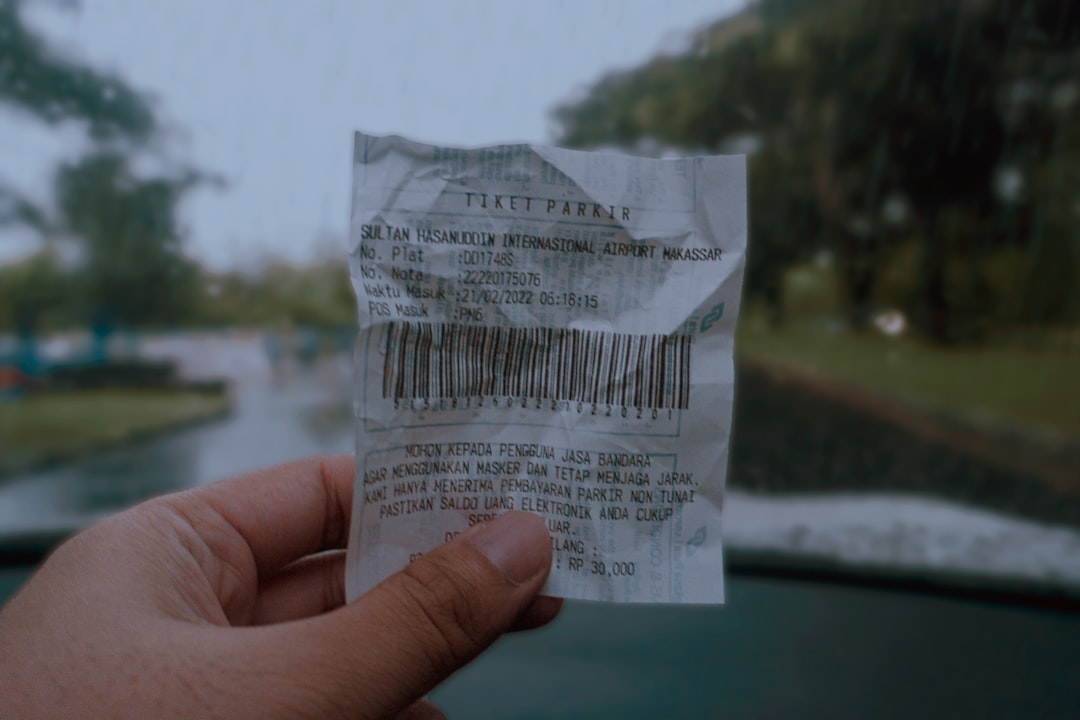 TIKET PARKIR
SULTAN HASANUDDIN INTERNASIONAL AIRPORT MAKASSAR
No. Plat :DD1748S
No. Nota :22220175076
Waktu Masuk :21/02/2022 06:18:15
POS Masuk :PM6
MOHON KEPADA PENGGUNA JASA BANDARA
AGAR MENGGUNAKAN MASKER DAN TETAP MENJAGA JARAK.
KAMI HANYA MENERIMA PEMBAYARAN PARKIR NON TUNAI
PASTIKAN SALDO UANG ELEKTRONIK ANDA CUKUP
: RP 30,000